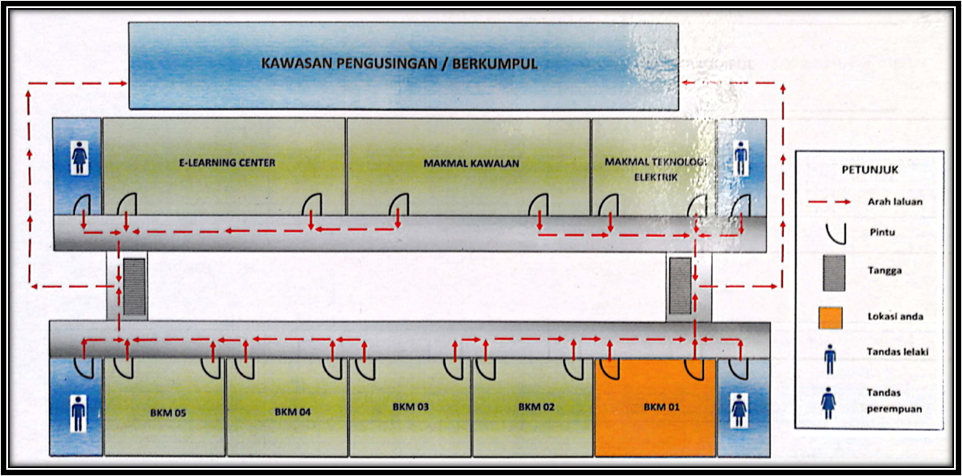 KAWASAN PENGUSINGAN / BERKUMPUL
E-LEARNING CENTER
MAKMAL KAWALAN
MAKMAL TEKNOLOGI
ELEKTRIK
PETUNJUK
Arah laluan
Pintu
Tangga
Lokasi anda
Tandas lelaki
Tandas
perempuan
BKM 05
BKM 04
BKM 03
BKM 02
BKM 01